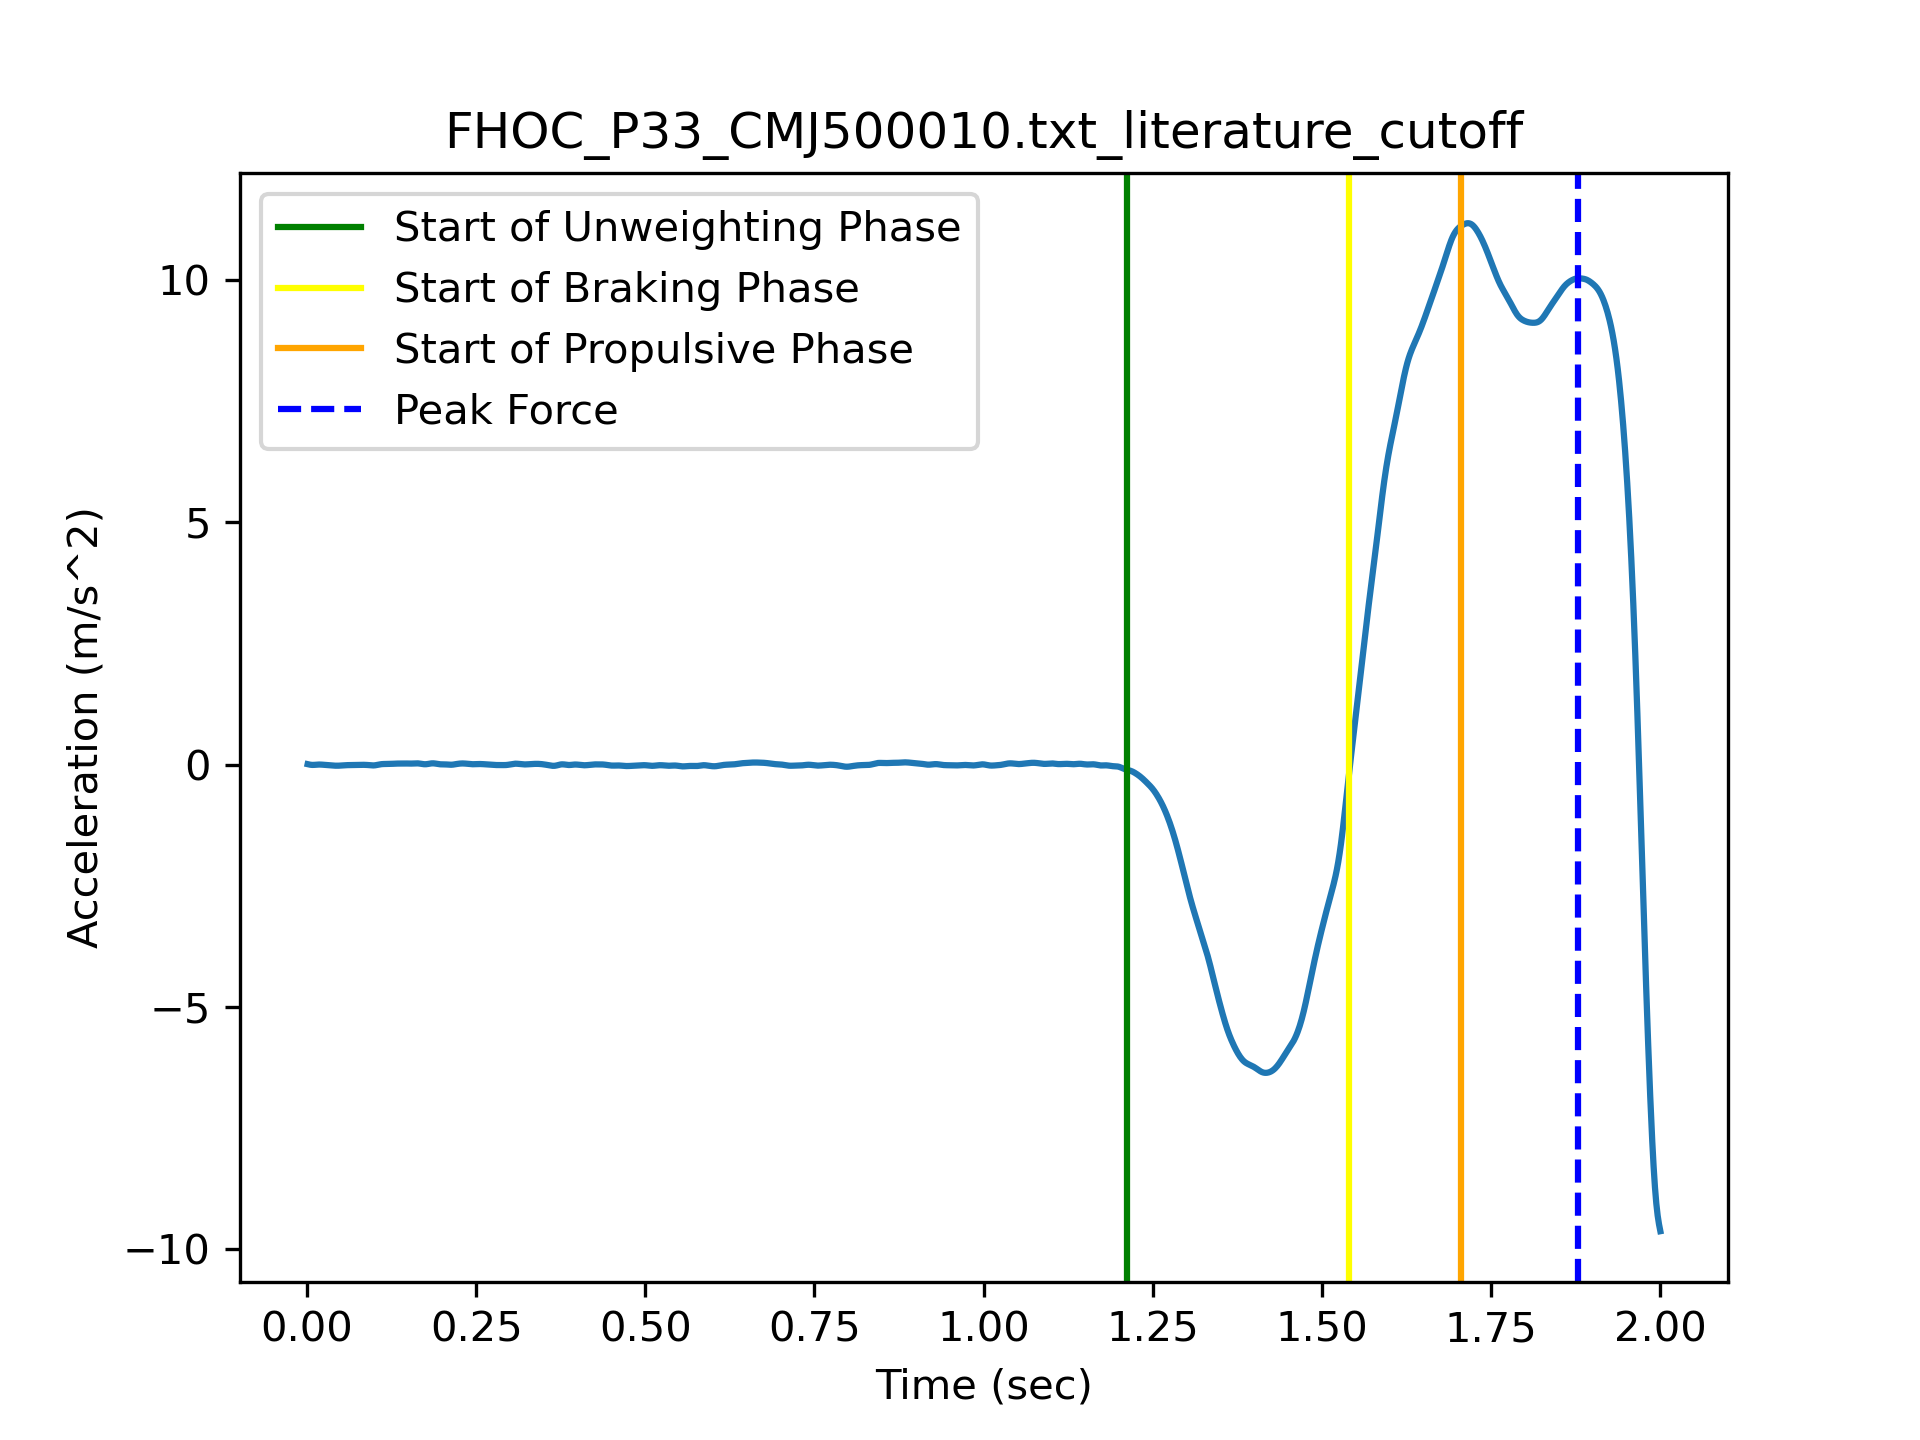 FHOC_P33_CMJ500010.txt_literature_cutoff
Start of Unweighting Phase
Start of Braking Phase
Start of Propulsive Phase
Peak Force
10
5
0
−5
−10
Acceleration (m/s^2)
0.00 0.25 0.50 0.75 1.00 1.25 1.50 1.75 2.00
Time (sec)